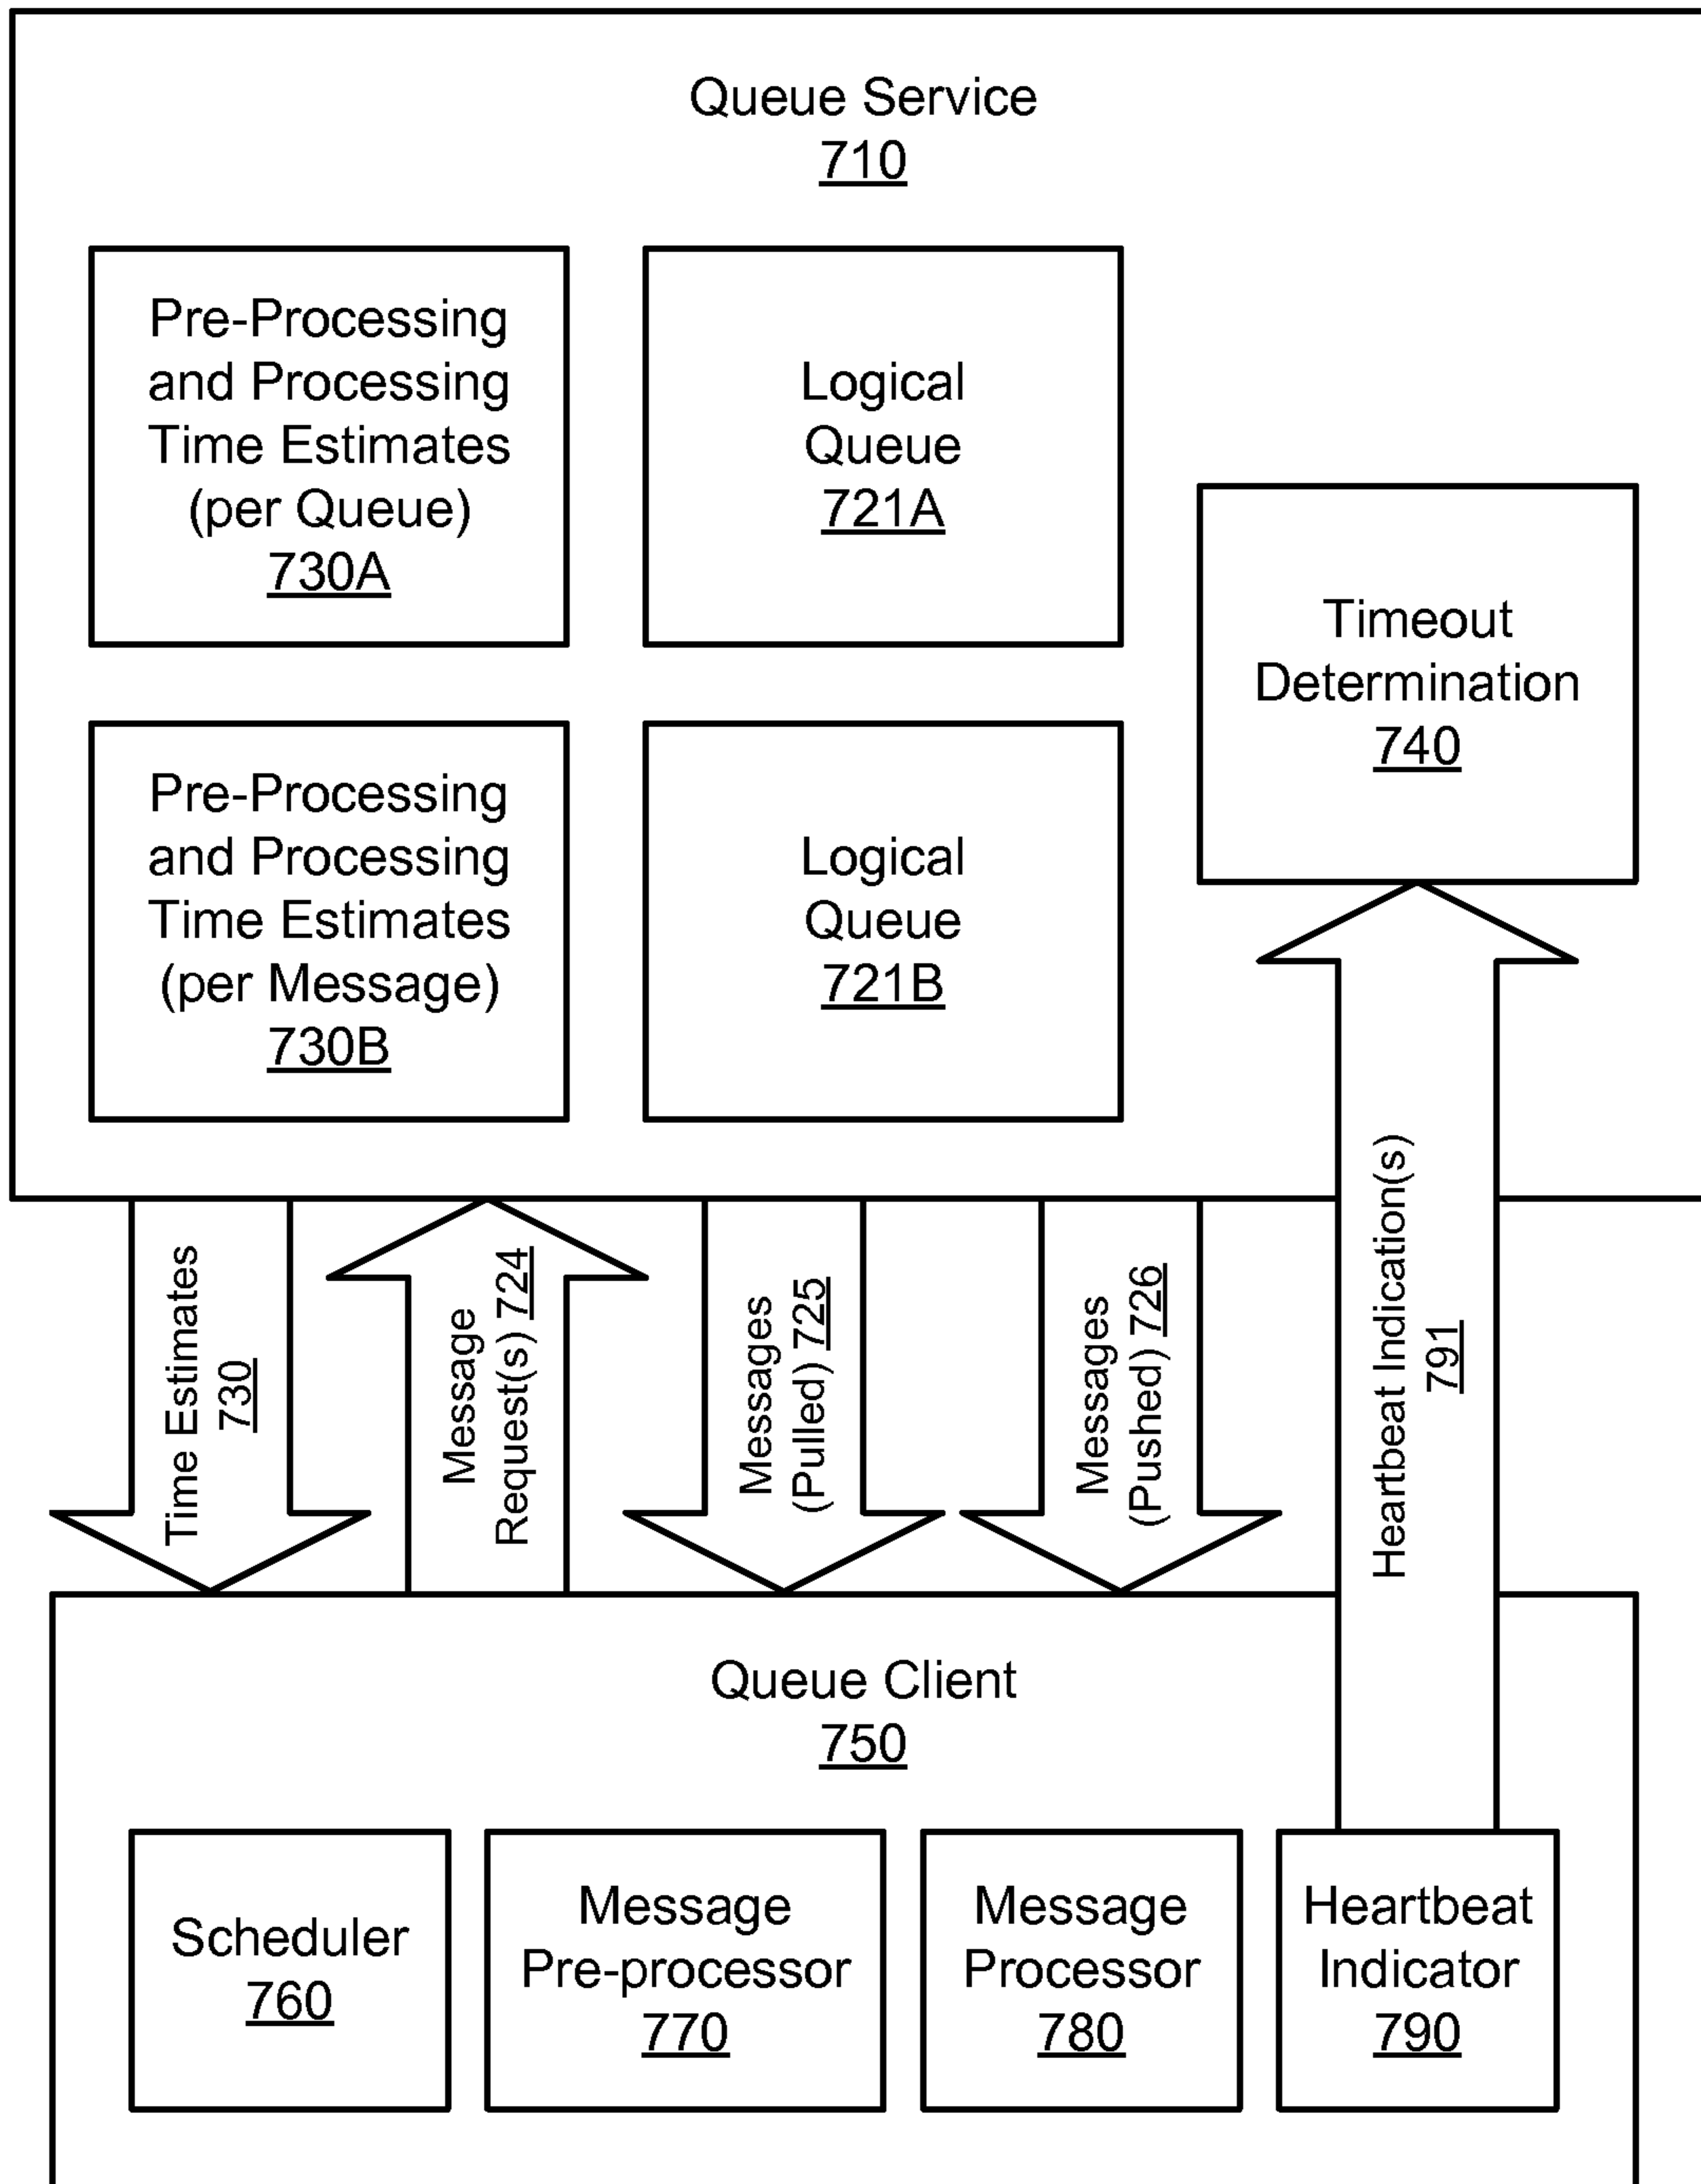 Queue Service
710
Pre-Processing
and Processing
Time Estimates
(per Queue)
730A
Logical
Queue
721A
Timeout
Determination
740
Pre-Processing
and Processing
Time Estimates
(per Message)
730B
Logical
Queue
721B
Time Estimates
730
Message
Request(s) 724
Messages
(Pulled) 725
Messages
(Pushed) 726
Heartbeat Indication(s)
791
Queue Client
750
Scheduler
760
Message
Pre-processor
770
Message
Processor
780
Heartbeat
Indicator
790